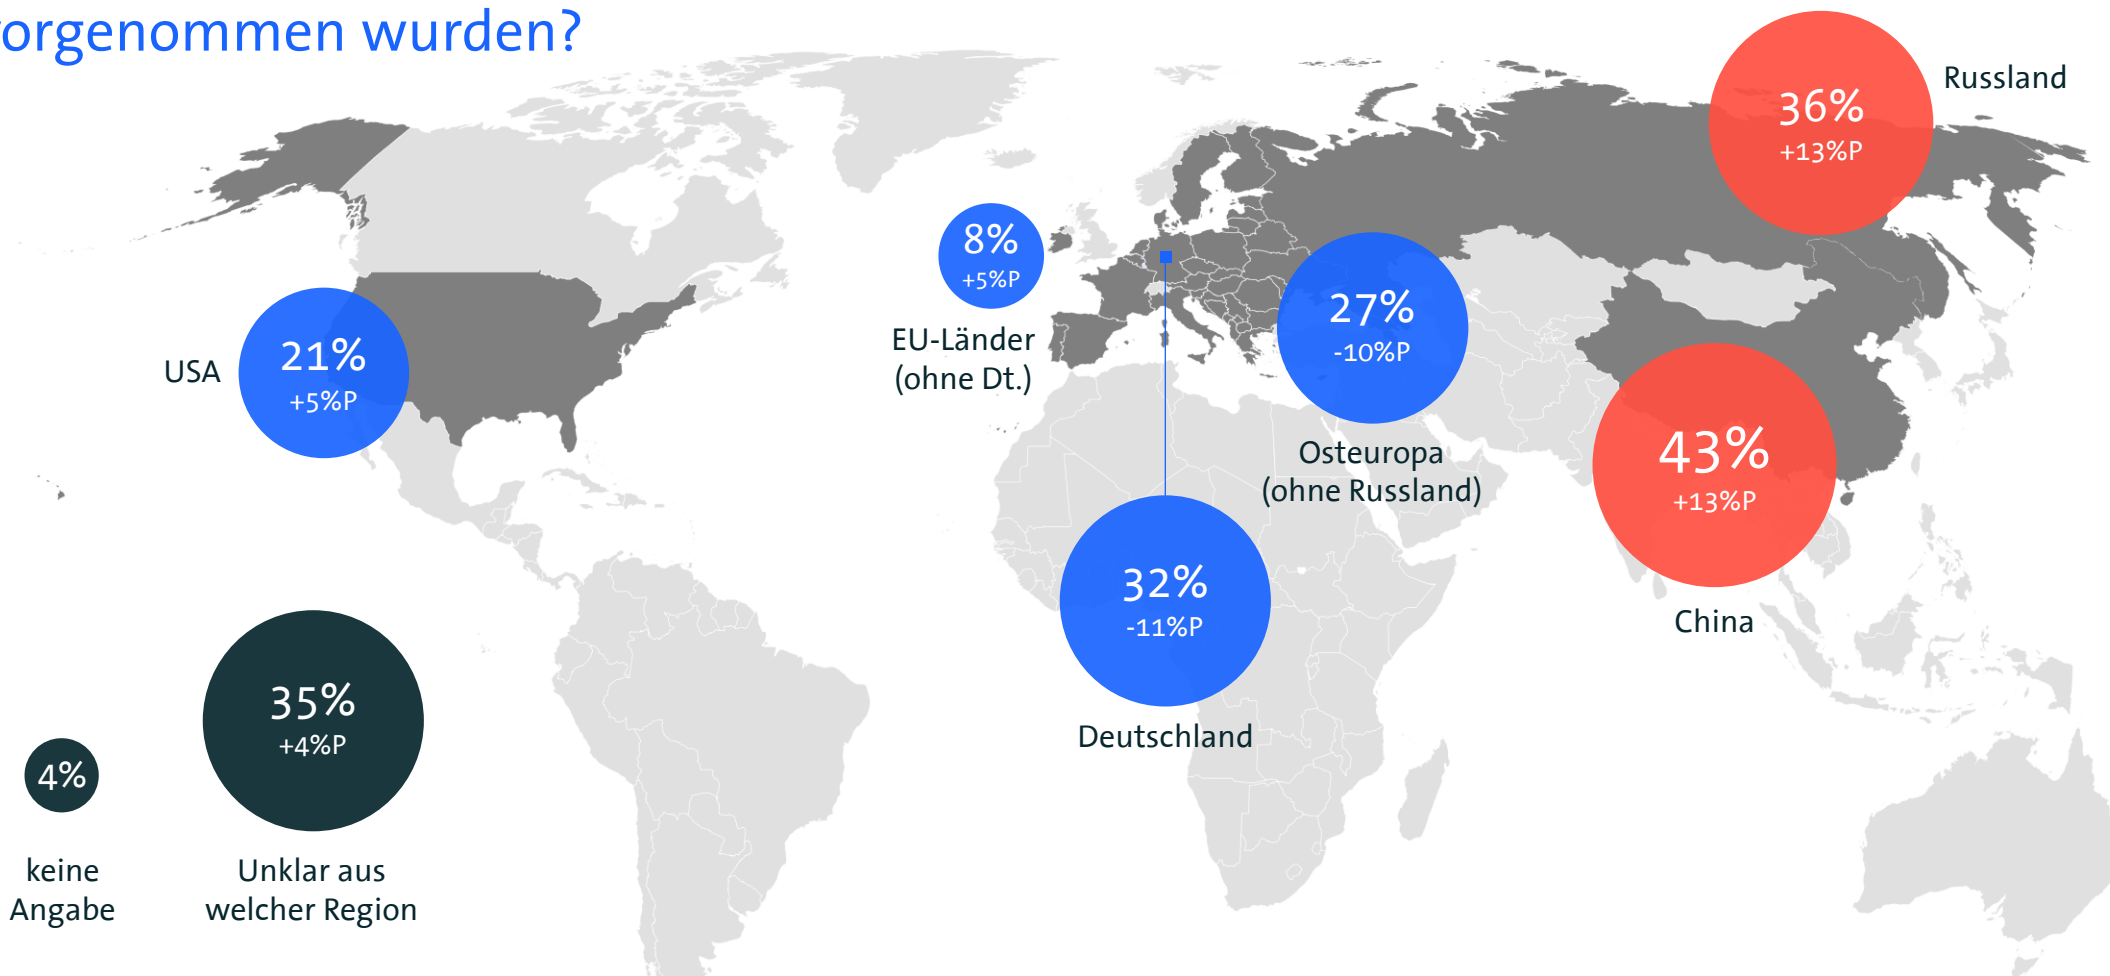 vorgenommen wurden?
Russland
36%
+13%P
8%
+5%P
EU-Länder
(ohne Dt.)
27%
-10%P
Osteuropa
(ohne Russland)
USA
21%
+5%P
43%
+13%P
China
32%
-11%P
Deutschland
35%
+4%P
Unklar aus
welcher Region
4%
keine
Angabe